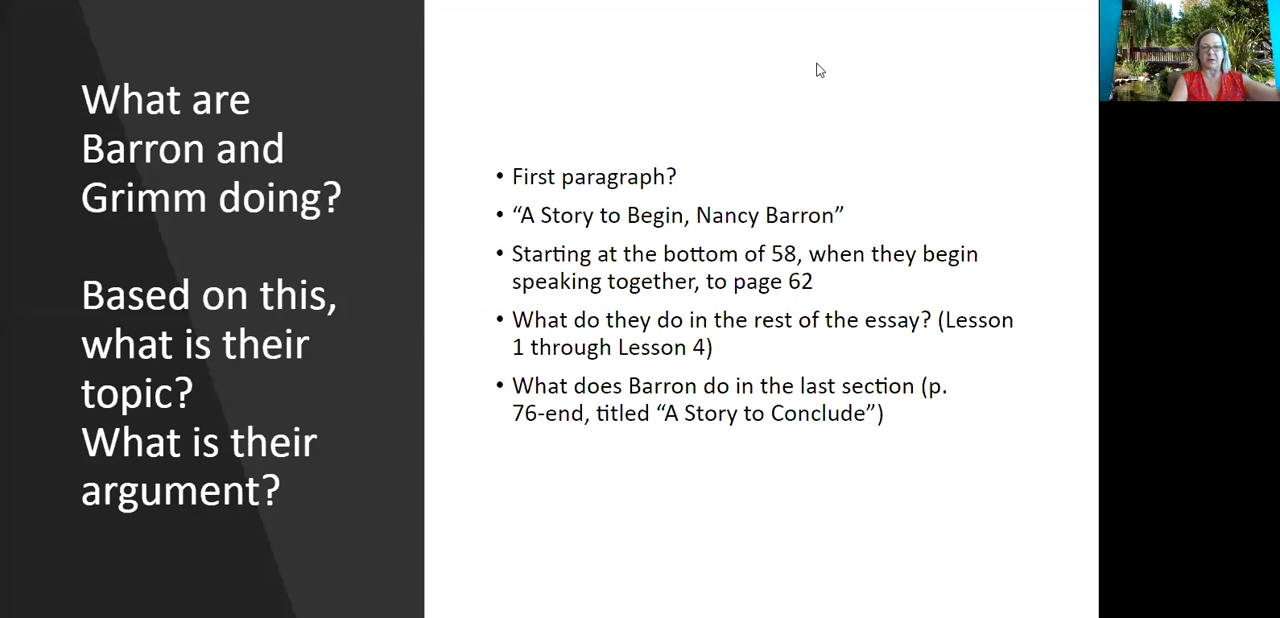 What are
Barron and
Grimm doing?
Based on this,
what is their
topic?
What is their
argument?
• First paragraph?
• “A Story to Begin, Nancy Barron”
• Starting at the bottom of 58, when they begin
speaking together, to page 62
• What do they do in the rest of the essay? (Lesson
1 through Lesson 4)
• What does Barron do in the last section (p.
76-end, titled “A Story to Conclude”)